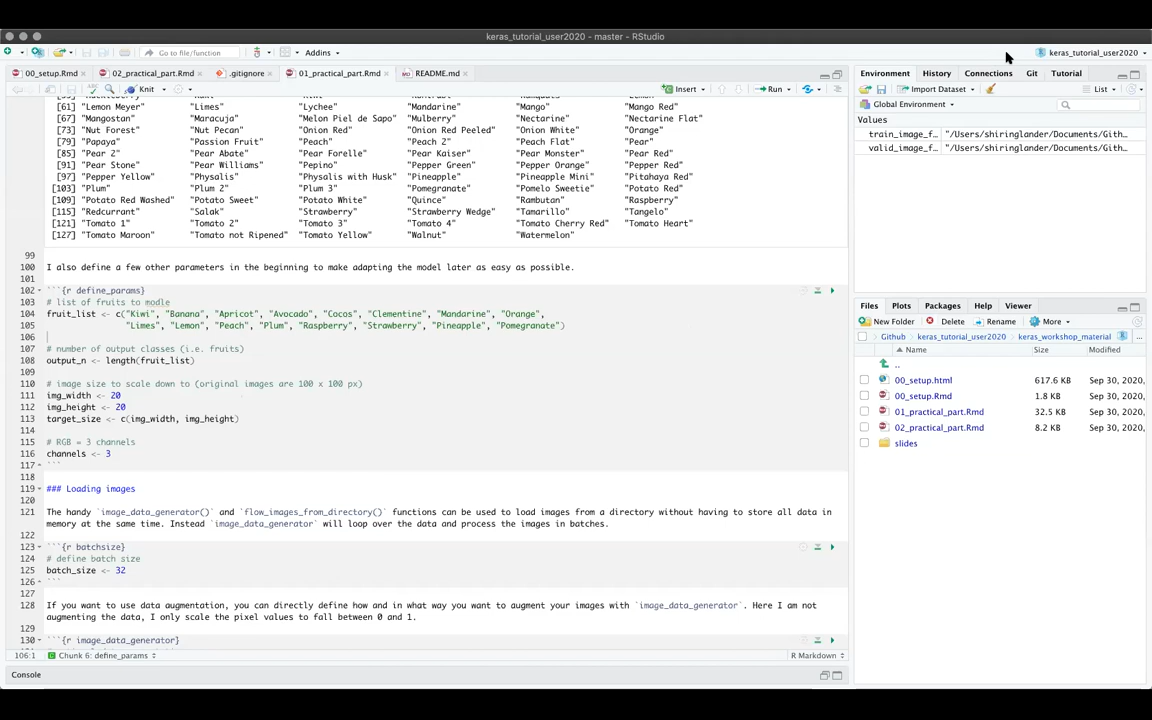 keras_tutorial_user2020 - master - RStudio
Go to file/function
Addins
keras_tutorial_user2020
00_setup.Rmd
02_practical_part.Rmd
.gitignore
01_practical_part.Rmd
README.md
Knit
Insert
Run
[61] "Lemon Meyer" "Limes" "Lychee" "Mandarine" "Mango" "Mango Red"
[67] "Mangostan" "Maracuja" "Melon Piel de Sapo" "Mulberry" "Nectarine" "Nectarine Flat"
[73] "Nut Forest" "Nut Pecan" "Onion Red" "Onion Red Peeled" "Onion White" "Orange"
[79] "Papaya" "Passion Fruit" "Peach" "Peach 2" "Peach Flat" "Pear"
[85] "Pear 2" "Pear Abate" "Pear Forelle" "Pear Kaiser" "Pear Monster" "Pear Red"
[91] "Pear Stone" "Pear Williams" "Pepino" "Pepper Green" "Pepper Orange" "Pepper Red"
[97] "Pepper Yellow" "Physalis" "Physalis with Husk" "Pineapple" "Pineapple Mini" "Pitahaya Red"
[103] "Plum" "Plum 2" "Plum 3" "Pomegranate" "Pomelo Sweetie" "Potato Red"
[109] "Potato Red Washed" "Potato Sweet" "Potato White" "Quince" "Rambutan" "Raspberry"
[115] "Redcurrant" "Salak" "Strawberry" "Strawberry Wedge" "Tamarillo" "Tangelo"
[121] "Tomato 1" "Tomato 2" "Tomato 3" "Tomato 4" "Tomato Cherry Red" "Tomato Heart"
[127] "Tomato Maroon" "Tomato not Ripened" "Tomato Yellow" "Walnut" "Watermelon"
99
100 I also define a few other parameters in the beginning to make adapting the model later as easy as possible.
101
102 ```{r define_params}
103 # list of fruits to modle
104 fruit_list <- c("Kiwi", "Banana", "Apricot", "Avocado", "Cocos", "Clementine", "Mandarine", "Orange",
105 "Limes", "Lemon", "Peach", "Plum", "Raspberry", "Strawberry", "Pineapple", "Pomegranate")
106
107 # number of output classes (i.e. fruits)
108 output_n <- length(fruit_list)
109
110 # image size to scale down to (original images are 100 x 100 px)
111 img_width <- 20
112 img_height <- 20
113 target_size <- c(img_width, img_height)
114
115 # RGB = 3 channels
116 channels <- 3
117 ```
118
119 ### Loading images
120
121 The handy `image_data_generator()` and `flow_images_from_directory()` functions can be used to load images from a directory without having to store all data in
memory at the same time. Instead `image_data_generator` will loop over the data and process the images in batches.
122
123 ```{r batchsize}
124 # define batch size
125 batch_size <- 32
126 ```
127
128 If you want to use data augmentation, you can directly define how and in what way you want to augment your images with `image_data_generator`. Here I am not
augmenting the data, I only scale the pixel values to fall between 0 and 1.
129
130 ```{r image_data_generator}
106:1 Chunk 6: define_params
R Markdown
Console
Environment History Connections Git Tutorial
Import Dataset
List
Global Environment
Values
train_image_f… "/Users/shiringlander/Documents/Gith…
valid_image_f… "/Users/shiringlander/Documents/Gith…
Files Plots Packages Help Viewer
New Folder Delete Rename More
Github keras_tutorial_user2020 keras_workshop_material ...
Name Size Modified
..
00_setup.html 617.6 KB Sep 30, 2020,
00_setup.Rmd 1.8 KB Sep 30, 2020,
01_practical_part.Rmd 32.5 KB Sep 30, 2020,
02_practical_part.Rmd 8.2 KB Sep 30, 2020,
slides